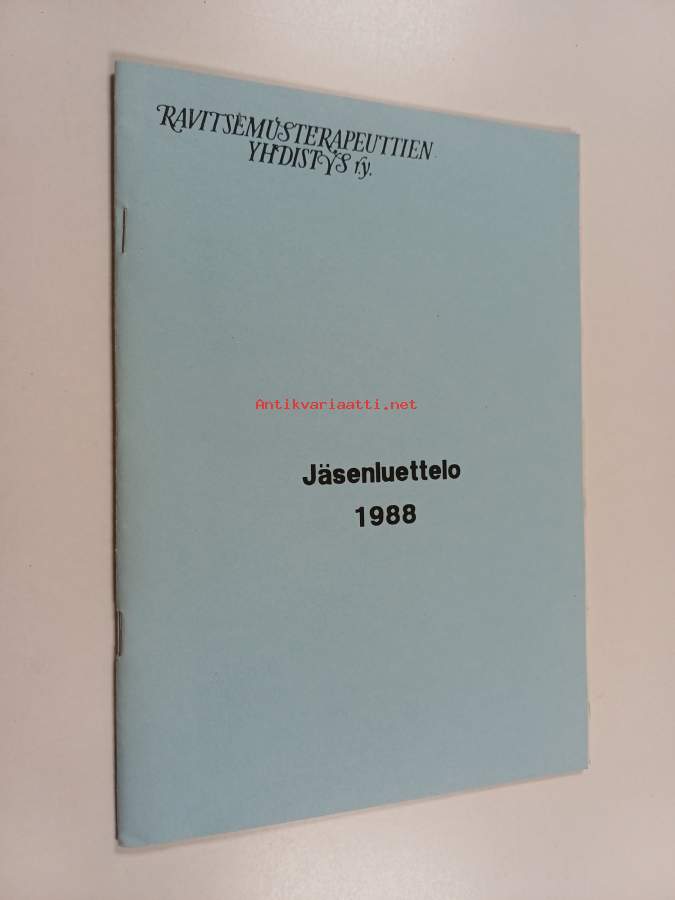 RAVITSEMUSTERAPEUTTIEN
YHDISTYS r.y.
Antikvariaatti.net
Jäsenluettelo
1988